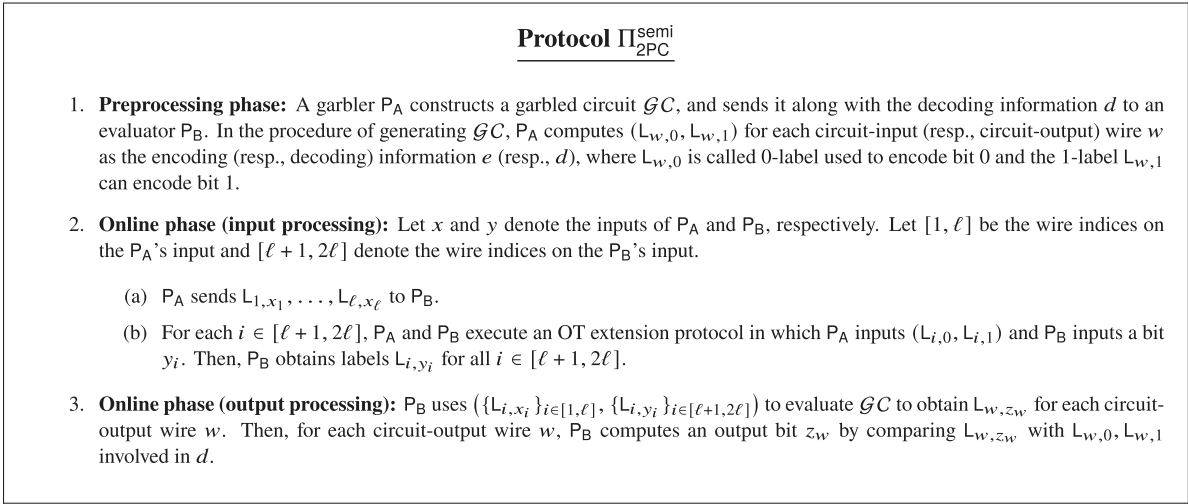 Protocol Π^semi_2PC
1. Preprocessing phase: A garbler P_A constructs a garbled circuit 𝒢𝒞, and sends it along with the decoding information d to an
evaluator P_B. In the procedure of generating 𝒢𝒞, P_A computes (L_{w,0}, L_{w,1}) for each circuit-input (resp., circuit-output) wire w
as the encoding (resp., decoding) information e (resp., d), where L_{w,0} is called 0-label used to encode bit 0 and the 1-label L_{w,1}
can encode bit 1.
2. Online phase (input processing): Let x and y denote the inputs of P_A and P_B, respectively. Let [1, ℓ] be the wire indices on
the P_A's input and [ℓ + 1, 2ℓ] denote the wire indices on the P_B's input.
(a) P_A sends L_{1,x_1}, . . . , L_{ℓ,x_ℓ} to P_B.
(b) For each i ∈ [ℓ + 1, 2ℓ], P_A and P_B execute an OT extension protocol in which P_A inputs (L_{i,0}, L_{i,1}) and P_B inputs a bit
y_i. Then, P_B obtains labels L_{i,y_i} for all i ∈ [ℓ + 1, 2ℓ].
3. Online phase (output processing): P_B uses ({L_{i,x_i}}_{i∈[1,ℓ]}, {L_{i,y_i}}_{i∈[ℓ+1,2ℓ]}) to evaluate 𝒢𝒞 to obtain L_{w,z_w} for each circuit-
output wire w. Then, for each circuit-output wire w, P_B computes an output bit z_w by comparing L_{w,z_w} with L_{w,0}, L_{w,1}
involved in d.